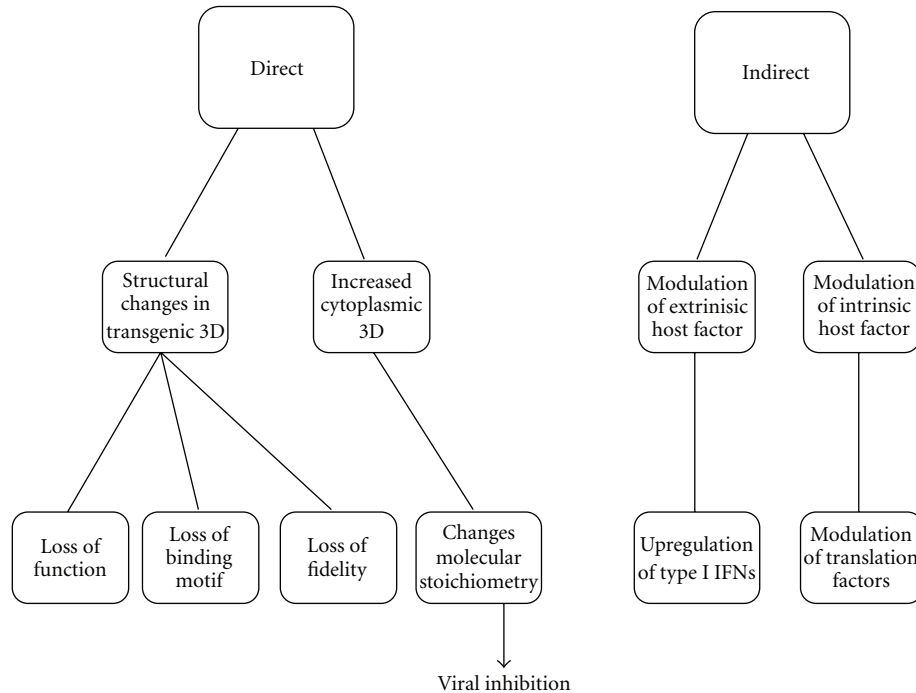 Direct
Indirect
Structural
changes in
transgenic 3D
Increased
cytoplasmic
3D
Modulation
of extrinisic
host factor
Modulation
of intrinsic
host factor
Loss of
function
Loss of
binding
motif
Loss of
fidelity
Changes
molecular
stoichiometry
Upregulation
of type I IFNs
Modulation
of translation
factors
Viral inhibition